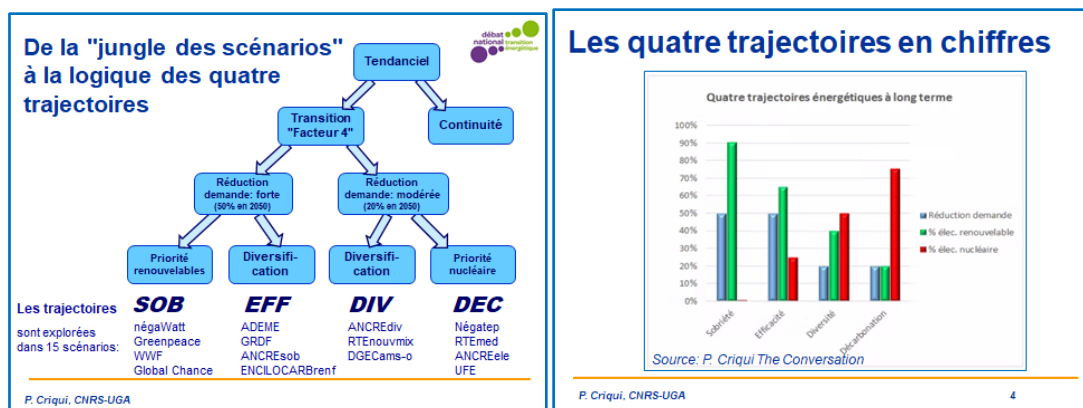 De la "jungle des scénarios"
à la logique des quatre
trajectoires
débat
national transition
énergétique
Tendanciel
Transition
"Facteur 4"
Continuité
Réduction
demande: forte
(50% en 2050)
Réduction
demande: modérée
(20% en 2050)
Priorité
renouvelables
Diversifi-
cation
Diversifi-
cation
Priorité
nucléaire
Les trajectoires
sont explorées
dans 15 scénarios:
SOB
négaWatt
Greenpeace
WWF
Global Chance
EFF
ADEME
GRDF
ANCREsob
ENCILOCARBrenf
DIV
ANCREdiv
RTEnouvmix
DGECams-o
DEC
Négatep
RTEmed
ANCREele
UFE
P. Criqui, CNRS-UGA
Les quatre trajectoires en chiffres
Quatre trajectoires énergétiques à long terme
100%
90%
80%
70%
60%
50%
40%
30%
20%
10%
0%
Sobriété
Efficacité
Diversité
Décarbonation
Réduction demande
% élec. renouvelable
% élec. nucléaire
Source: P. Criqui The Conversation
P. Criqui, CNRS-UGA
4